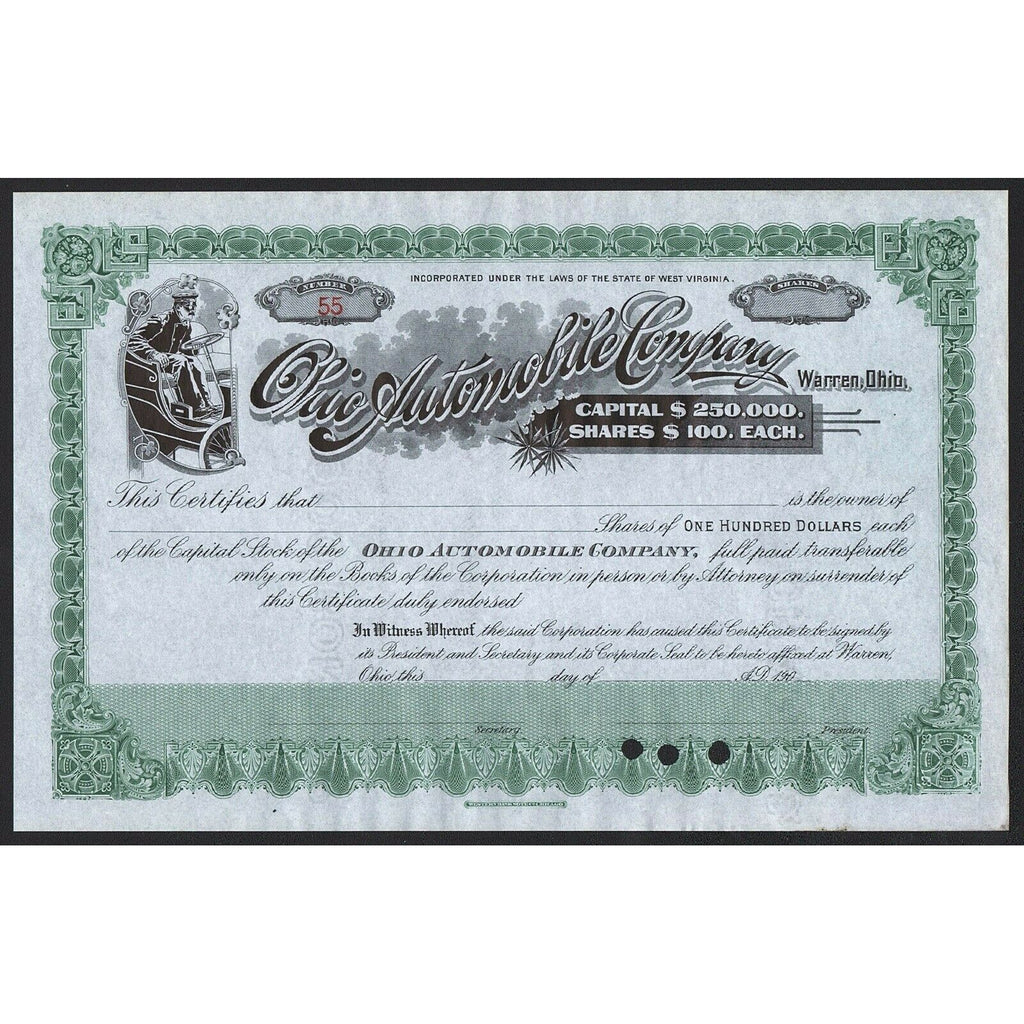 INCORPORATED UNDER THE LAWS OF THE STATE OF WEST VIRGINIA.
NUMBER
55
SHARES
Ohio Automobile Company
Warren, Ohio.
CAPITAL $250,000.
SHARES $100. EACH.
This Certifies that is the owner of
Shares of ONE HUNDRED DOLLARS each
of the Capital Stock of the OHIO AUTOMOBILE COMPANY, full paid transferable
only on the Books of the Corporation in person or by Attorney on surrender of
this Certificate duly endorsed
In Witness Whereof the said Corporation has caused this Certificate to be signed by
its President and Secretary and its Corporate Seal to be hereto affixed at Warren,
Ohio this day of A.D. 190
Secretary. President.
WESTERN BANK NOTE CO. CHICAGO